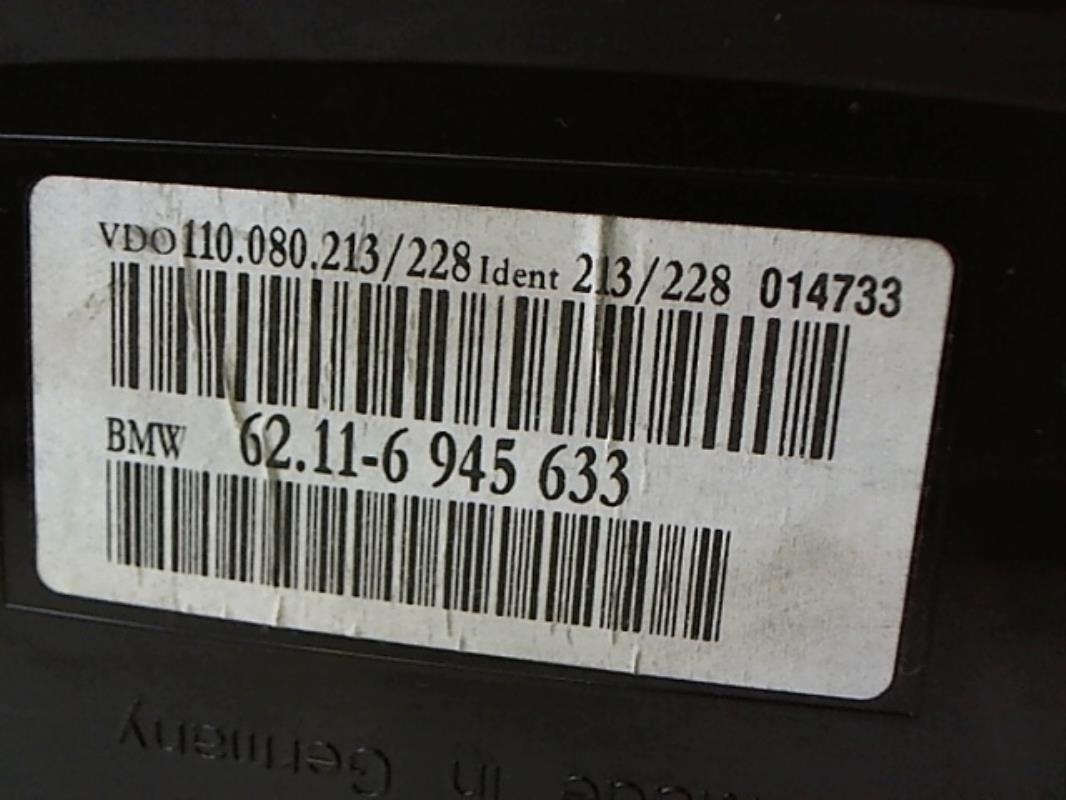 VDO 110.080.213/228 Ident 213/228 014733
BMW 62.11-6 945 633
Made in Germany